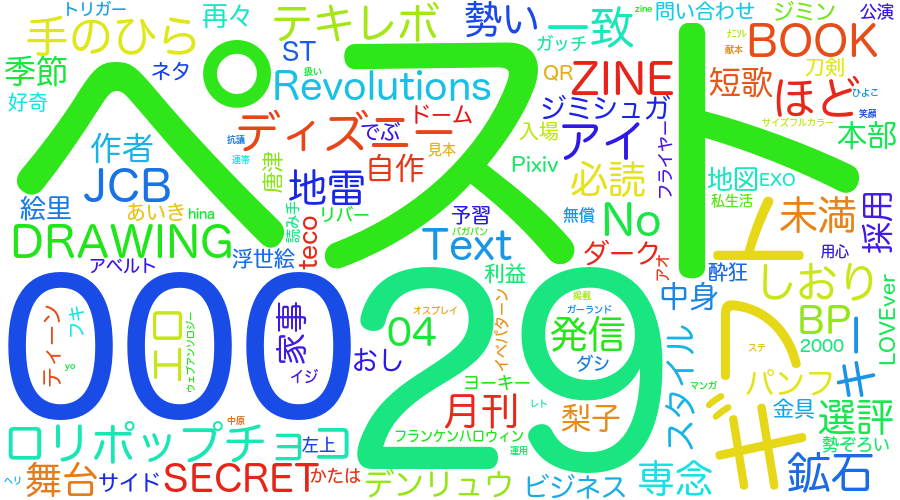 トリガー
再々
テキレボ
勢い
一致
zine
問い合わせ
ジミン
公演
手のひら
ST
ガッチ
ﾅﾆｿﾚ
献本
BOOK
季節
ネタ
扱い
Revolutions
QR
ZINE
短歌
刀剣
ひよこ
好奇
ペスト
ディズニー
でぶ
ドーム
ジミシュガ
ほど
笑顔
抗議
見本
入場
アイ
フライヤー
サイズフルカラー
本部
作者
連帯
自作
Pixiv
必読
地図
EXO
JCB
唐津
地雷
私生活
絵里
あいき
hina
読み手
teco
リバー
予習
無償
No
未満
採用
DRAWING
バガパン
Text
ダーク
用心
アベルト
浮世絵
利益
アオ
酔狂
しおり
000
29
掲載
中身
ギフト
LOVEver
ティーン
フキ
エロ
ウェブアンソロジー
家事
04
オスプレイ
イベパターン
ガーランド
発信
BP
キー
yo
イジ
おし
ダシ
スタイル
ステ
2000
ヨーキー
マンガ
パンフ
中原
月刊
レト
梨子
金具
選評
ロリポップチョコ
左上
フランケンハロウィン
運用
勢ぞろい
ヘリ
舞台
サイド
SECRET
かたは
デンリュウ
ビジネス
専念
鉱石